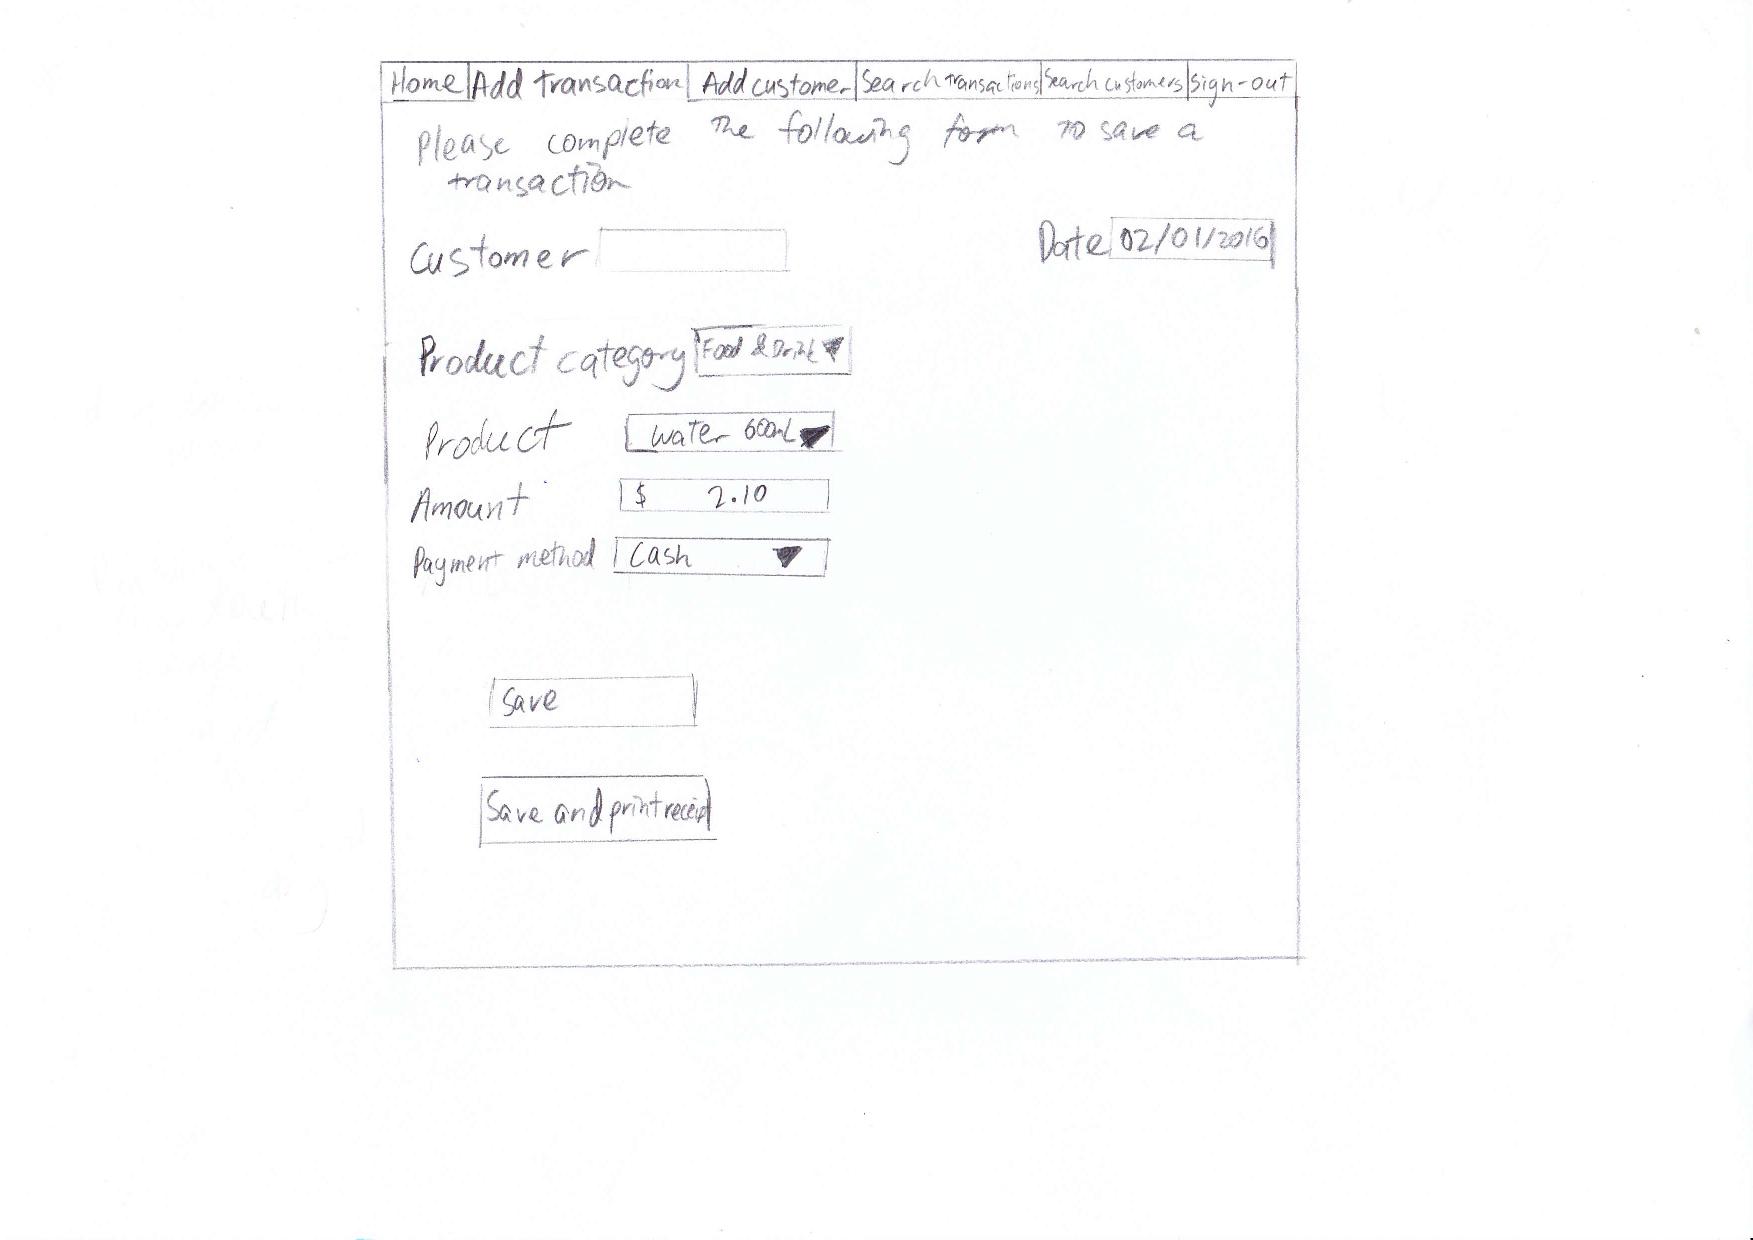 Home Add transaction Add customer Search transactions Search customers Sign-out
Please complete the following form to save a
transaction
Customer Date 02/01/2016
Product category Food & Drink
Product Water 600mL
Amount $ 2.10
Payment method Cash
Save
Save and print receipt